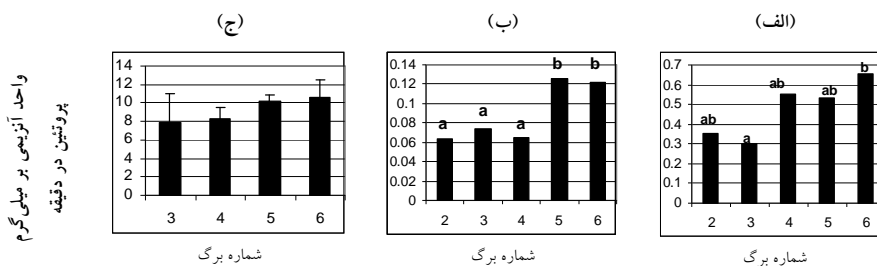 (الف)
0.7
0.6
0.5
0.4
0.3
0.2
0.1
ab
a
ab
ab
b
2 3 4 5 6
شماره برگ
(ب)
0.14
0.12
0.1
0.08
0.06
0.04
0.02
0
a
a
a
b
b
2 3 4 5 6
شماره برگ
(ج)
14
12
10
8
6
4
2
0
3 4 5 6
شماره برگ
واحد آنزیمی بر میلی گرم
پروتئین در دقیقه